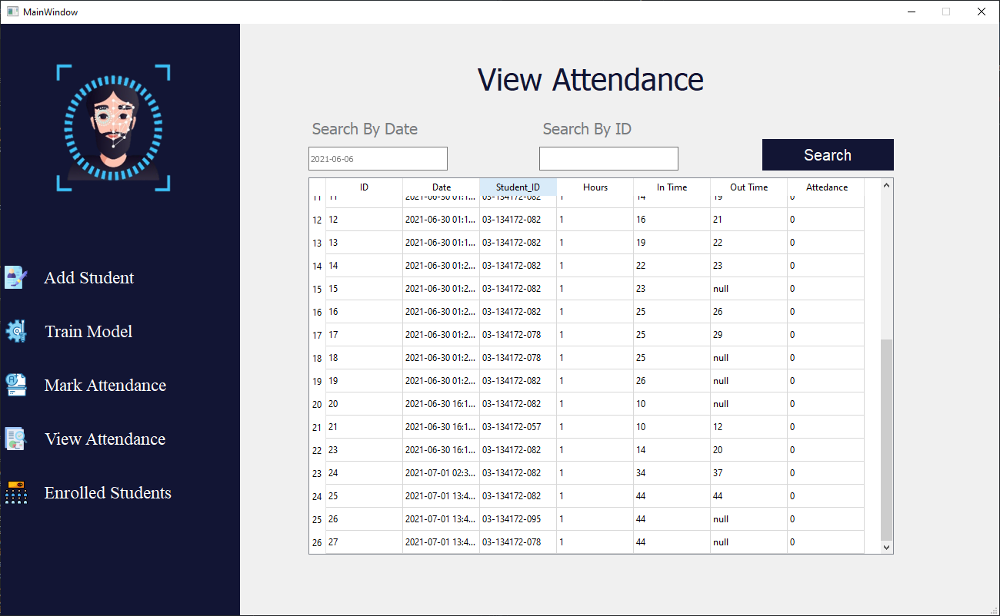 MainWindow
View Attendance
Search By Date
Search By ID
2021-06-06
Search
ID Date Student_ID Hours In Time Out Time Attedance
11 11 2021-06-30 01:1... 03-134172-082 1 14 19 0
12 12 2021-06-30 01:1... 03-134172-082 1 16 21 0
13 13 2021-06-30 01:1... 03-134172-082 1 19 22 0
14 14 2021-06-30 01:2... 03-134172-082 1 22 23 0
15 15 2021-06-30 01:2... 03-134172-082 1 23 null 0
16 16 2021-06-30 01:2... 03-134172-082 1 25 26 0
17 17 2021-06-30 01:2... 03-134172-078 1 25 29 0
18 18 2021-06-30 01:2... 03-134172-078 1 25 null 0
19 19 2021-06-30 01:2... 03-134172-082 1 26 null 0
20 20 2021-06-30 16:1... 03-134172-082 1 10 null 0
21 21 2021-06-30 16:1... 03-134172-057 1 10 12 0
22 23 2021-06-30 16:1... 03-134172-082 1 14 20 0
23 24 2021-07-01 02:3... 03-134172-082 1 34 37 0
24 25 2021-07-01 13:4... 03-134172-082 1 44 44 0
25 26 2021-07-01 13:4... 03-134172-095 1 44 null 0
26 27 2021-07-01 13:4... 03-134172-078 1 44 null 0
Add Student
Train Model
Mark Attendance
View Attendance
Enrolled Students